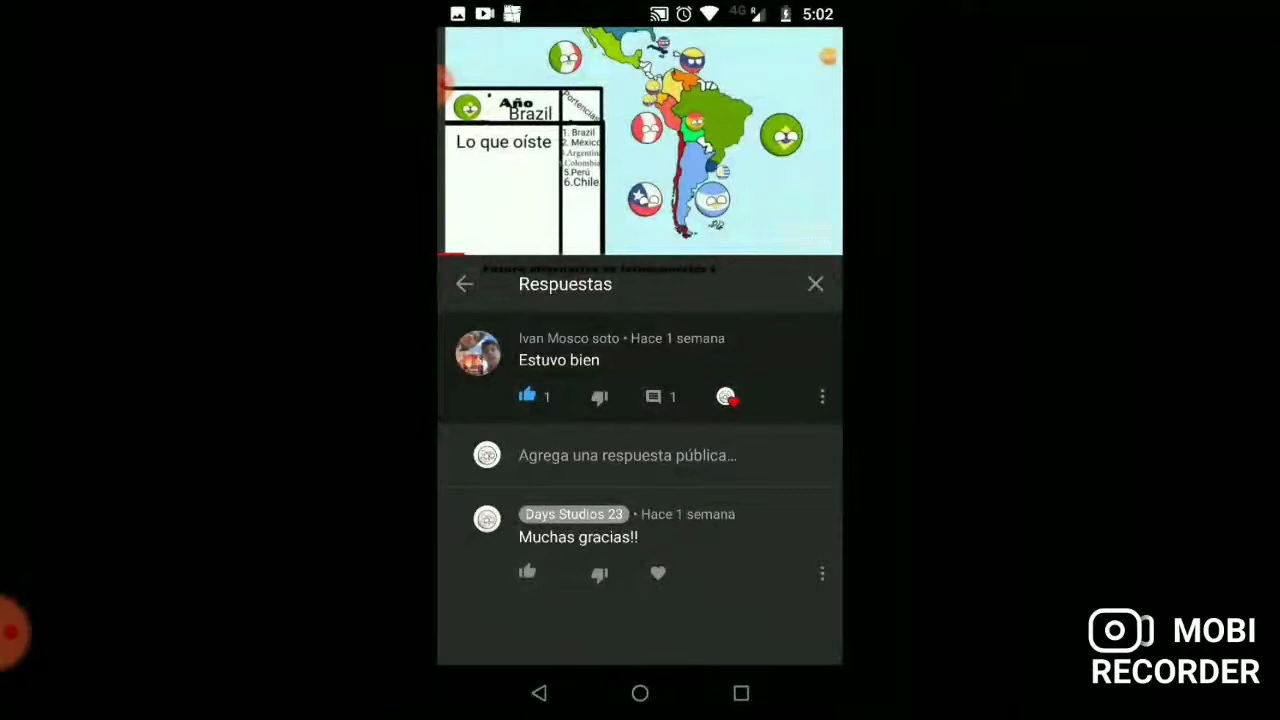 4G R 5:02
Año
Brazil
Portencias
Lo que oíste
1. Brazil
2. México
3.Argentina
4.Colombia
5.Perú
6.Chile
Respuestas
Ivan Mosco soto • Hace 1 semana
Estuvo bien
1
1
Agrega una respuesta pública...
Days Studios 23 • Hace 1 semana
Muchas gracias!!
MOBI
RECORDER